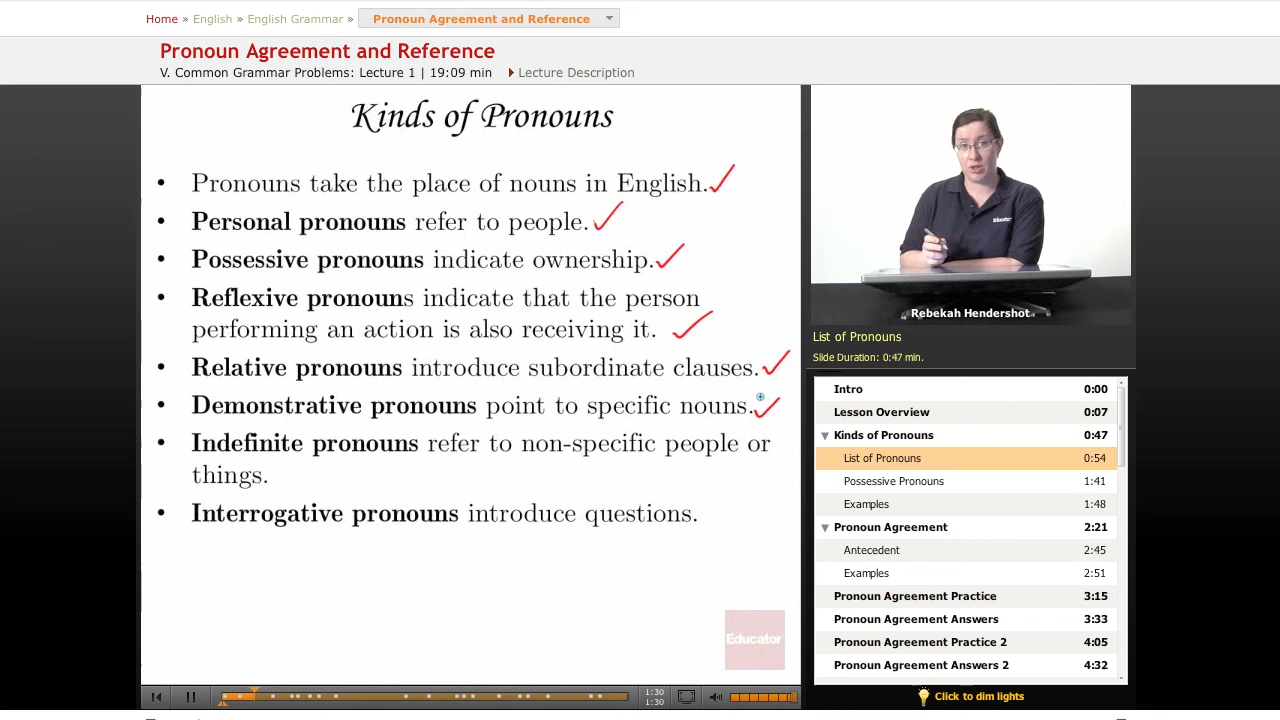 Home » English » English Grammar » Pronoun Agreement and Reference
Pronoun Agreement and Reference
V. Common Grammar Problems: Lecture 1 | 19:09 min Lecture Description
Kinds of Pronouns
• Pronouns take the place of nouns in English.
• Personal pronouns refer to people.
• Possessive pronouns indicate ownership.
• Reflexive pronouns indicate that the person
performing an action is also receiving it.
• Relative pronouns introduce subordinate clauses.
• Demonstrative pronouns point to specific nouns.
• Indefinite pronouns refer to non-specific people or
things.
• Interrogative pronouns introduce questions.
Educator
1:30
1:30
Educator
Rebekah Hendershot
List of Pronouns
Slide Duration: 0:47 min.
Intro 0:00
Lesson Overview 0:07
Kinds of Pronouns 0:47
List of Pronouns 0:54
Possessive Pronouns 1:41
Examples 1:48
Pronoun Agreement 2:21
Antecedent 2:45
Examples 2:51
Pronoun Agreement Practice 3:15
Pronoun Agreement Answers 3:33
Pronoun Agreement Practice 2 4:05
Pronoun Agreement Answers 2 4:32
Click to dim lights